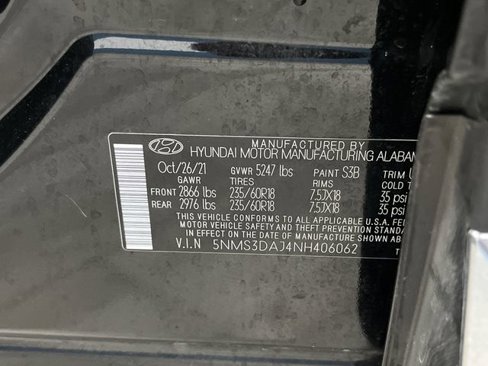 MANUFACTURED BY
HYUNDAI MOTOR MANUFACTURING ALABAM
Oct/26/21 GVWR 5247 lbs PAINT S3B TRIM
GAWR TIRES RIMS COLD T
FRONT 2866 lbs 235/60R18 7.5JX18 35 psi
REAR 2976 lbs 235/60R18 7.5JX18 35 psi
THIS VEHICLE CONFORMS TO ALL APPLICABLE U.S.A. FE
MOTOR VEHICLE SAFETY AND THEFT PREVENTION STANDARD
IN EFFECT ON THE DATE OF MANUFACTURE SHOWN ABOVE.
V.I.N 5NMS3DAJ4NH406062 T